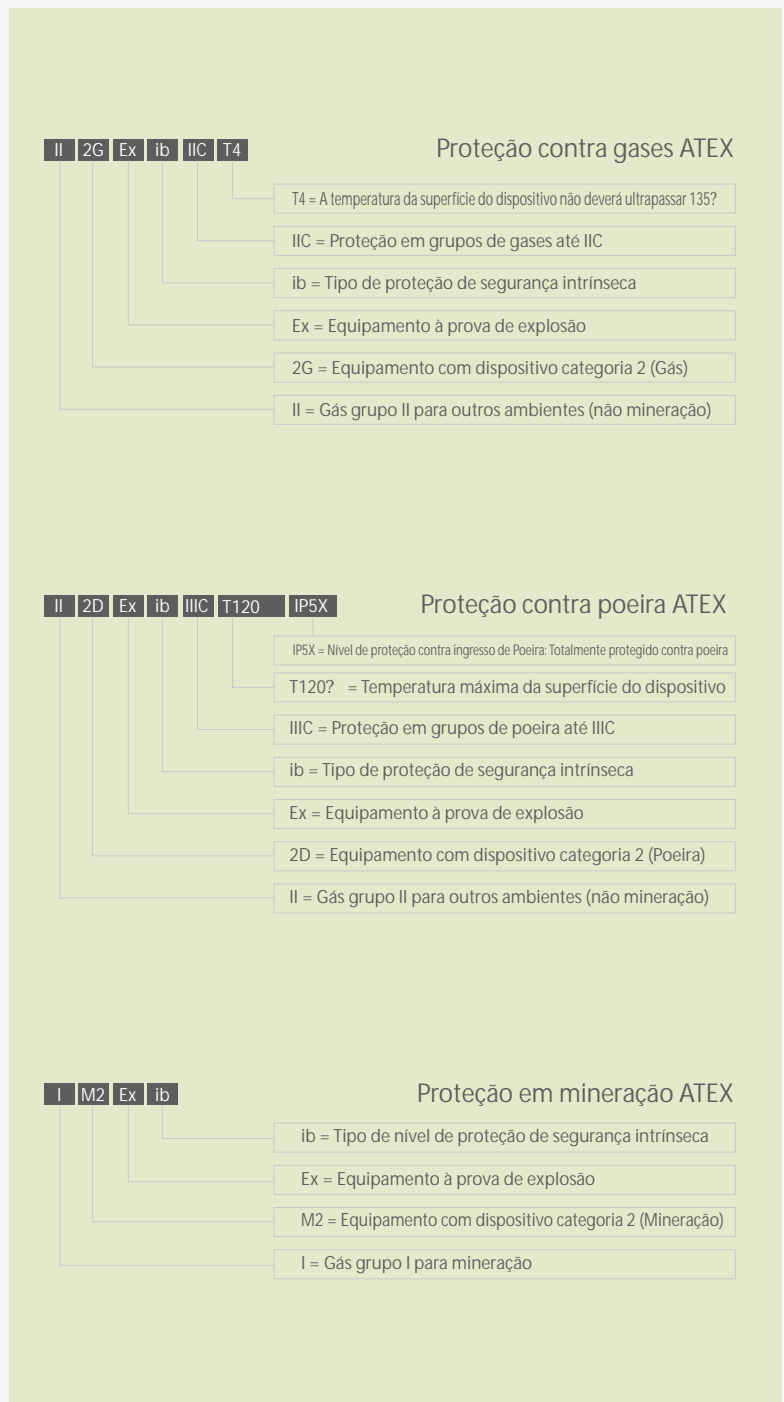 II 2G Ex ib IIC T4 Proteção contra gases ATEX
T4 = A temperatura da superfície do dispositivo não deverá ultrapassar 135?
IIC = Proteção em grupos de gases até IIC
ib = Tipo de proteção de segurança intrínseca
Ex = Equipamento à prova de explosão
2G = Equipamento com dispositivo categoria 2 (Gás)
II = Gás grupo II para outros ambientes (não mineração)
II 2D Ex ib IIIC T120 IP5X Proteção contra poeira ATEX
IP5X = Nível de proteção contra ingresso de Poeira: Totalmente protegido contra poeira
T120? = Temperatura máxima da superfície do dispositivo
IIIC = Proteção em grupos de poeira até IIIC
ib = Tipo de proteção de segurança intrínseca
Ex = Equipamento à prova de explosão
2D = Equipamento com dispositivo categoria 2 (Poeira)
II = Gás grupo II para outros ambientes (não mineração)
I M2 Ex ib Proteção em mineração ATEX
ib = Tipo de nível de proteção de segurança intrínseca
Ex = Equipamento à prova de explosão
M2 = Equipamento com dispositivo categoria 2 (Mineração)
I = Gás grupo I para mineração